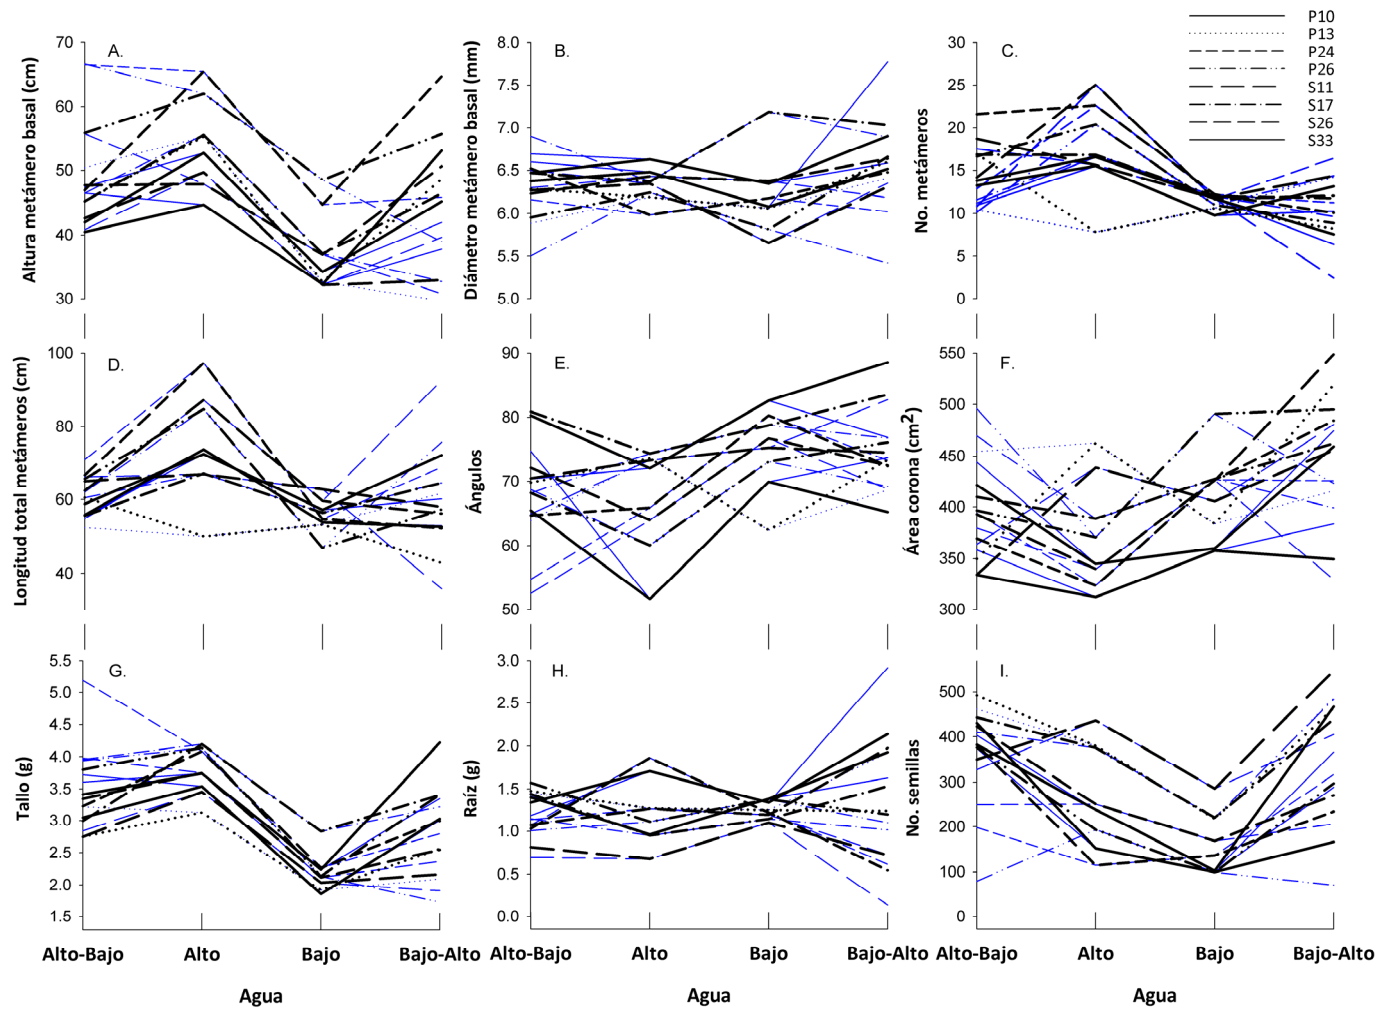 P10
P13
P24
P26
S11
S17
S26
S33
A.
Altura metámero basal (cm)
70
60
50
40
30
B.
Diámetro metámero basal (mm)
8.0
7.5
7.0
6.5
6.0
5.5
5.0
C.
No. metámeros
30
25
20
15
10
5
0
D.
Longitud total metámeros (cm)
100
80
60
40
E.
Ángulos
90
80
70
60
50
F.
Área corona (cm2)
550
500
450
400
350
300
G.
Tallo (g)
5.5
5.0
4.5
4.0
3.5
3.0
2.5
2.0
1.5
H.
Raíz (g)
3.0
2.5
2.0
1.5
1.0
0.5
0.0
I.
No. semillas
500
400
300
200
100
0
Alto-Bajo Alto Bajo Bajo-Alto
Alto-Bajo Alto Bajo Bajo-Alto
Alto-Bajo Alto Bajo Bajo-Alto
Agua
Agua
Agua